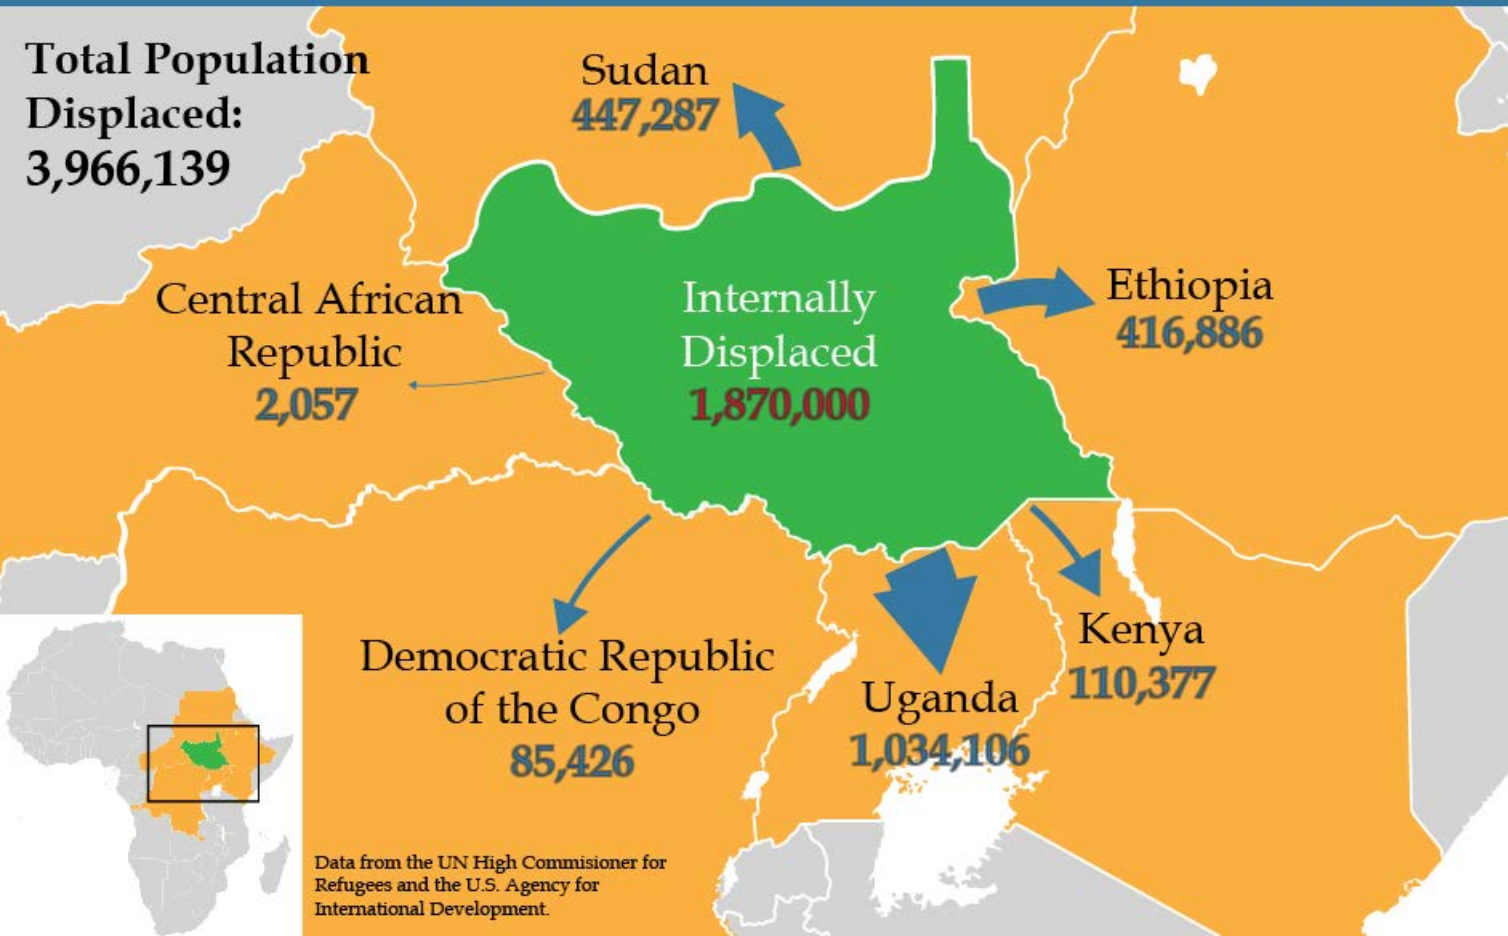 Total Population
Displaced:
3,966,139
Sudan
447,287
Central African
Republic
2,057
Internally
Displaced
1,870,000
Ethiopia
416,886
Democratic Republic
of the Congo
85,426
Uganda
1,034,106
Kenya
110,377
Data from the UN High Commisioner for
Refugees and the U.S. Agency for
International Development.